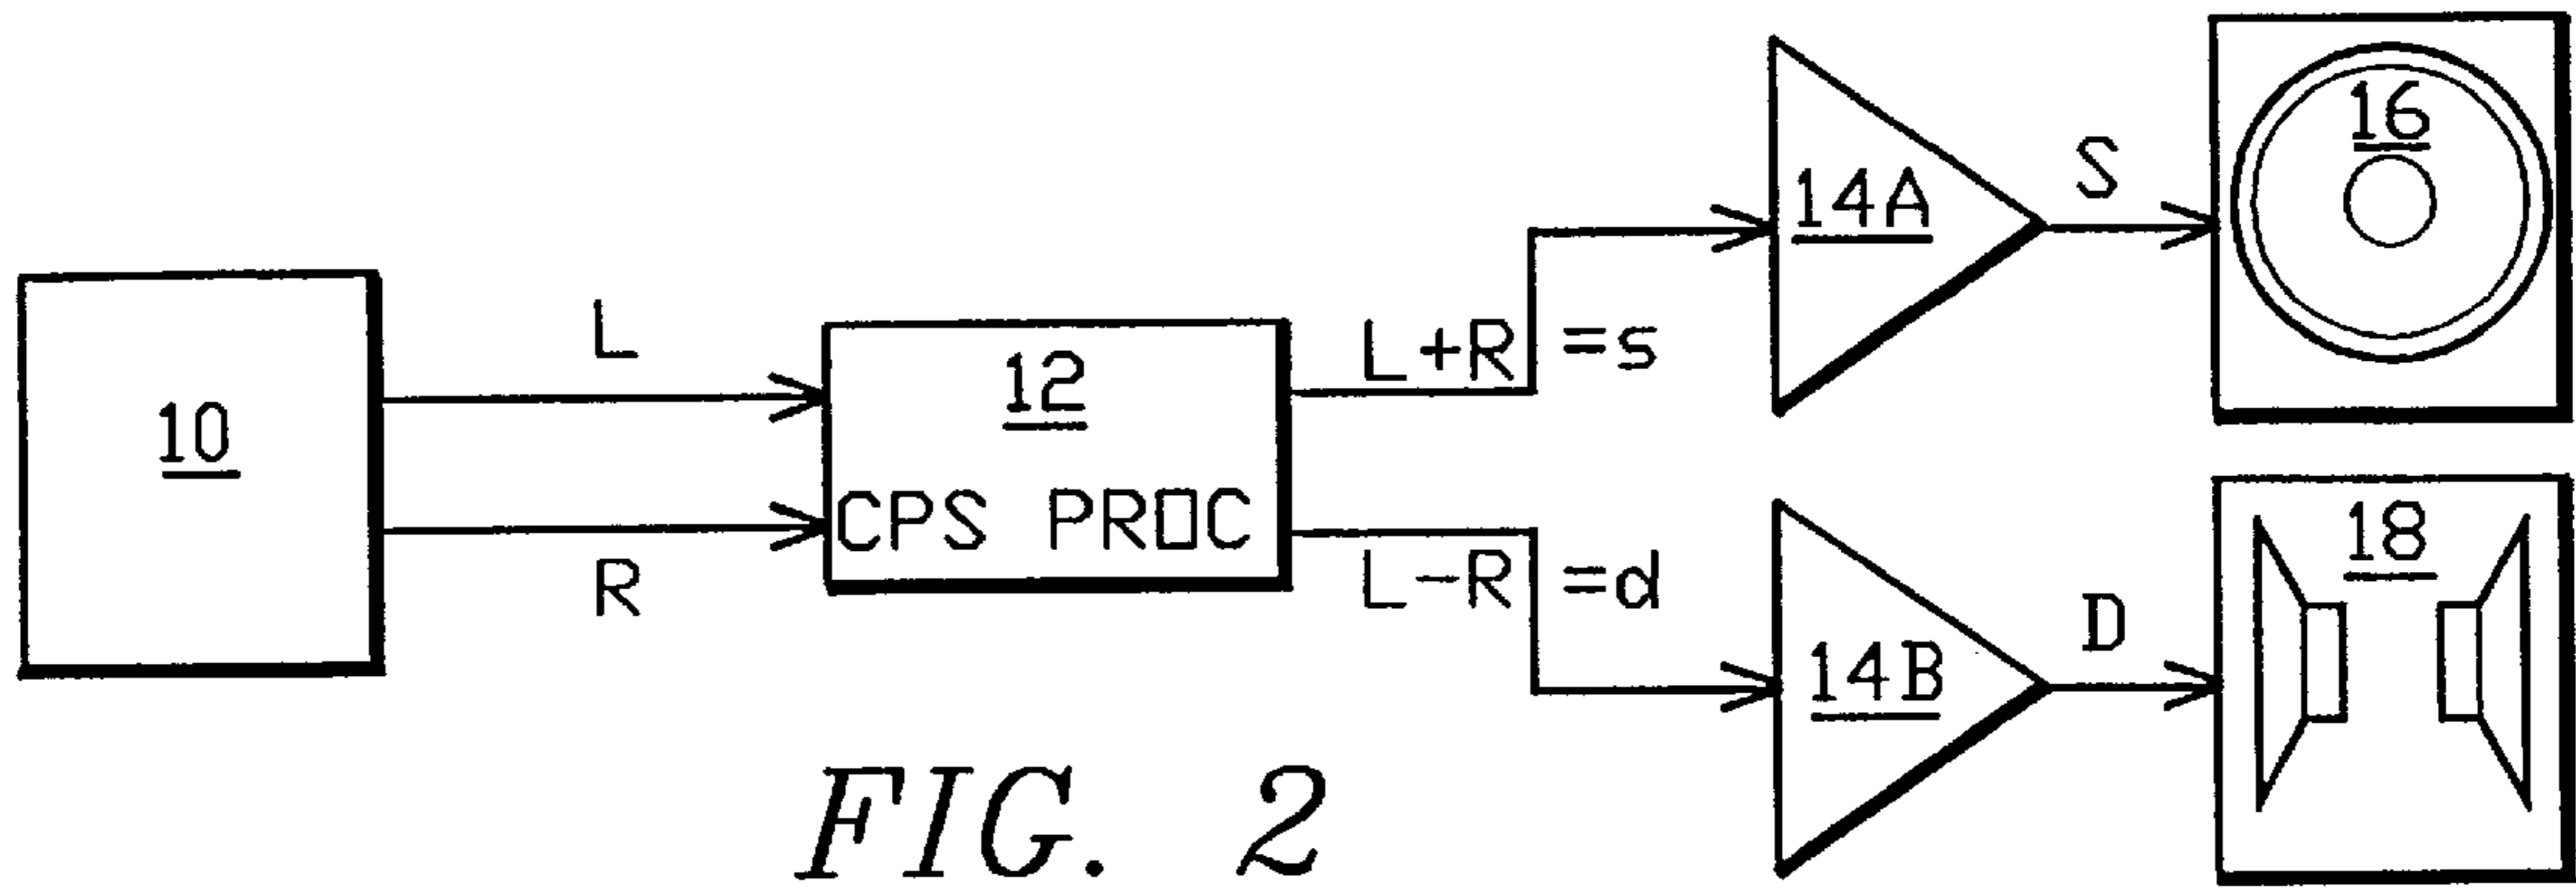 10
L
R
12
CPS PROC
L+R =s
L-R =d
14A
S
16
14B
D
18
FIG. 2